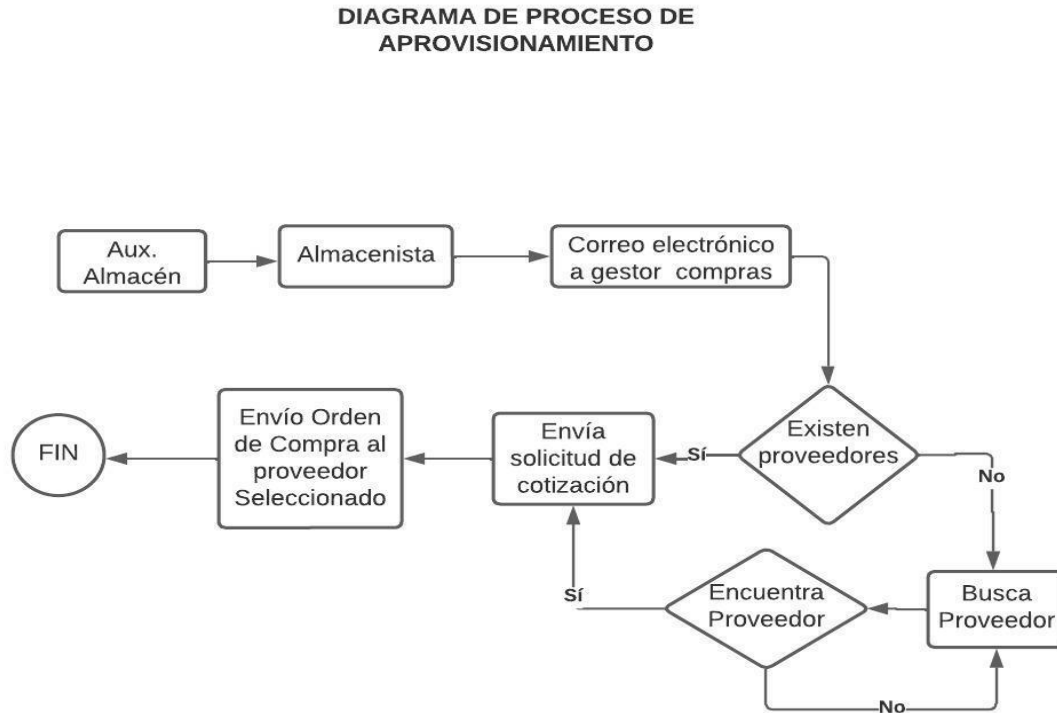 DIAGRAMA DE PROCESO DE
APROVISIONAMIENTO
Aux.
Almacén
Almacenista
Correo electrónico
a gestor compras
Existen
proveedores
Sí
No
Envía
solicitud de
cotización
Envío Orden
de Compra al
proveedor
Seleccionado
FIN
Busca
Proveedor
Encuentra
Proveedor
Sí
No